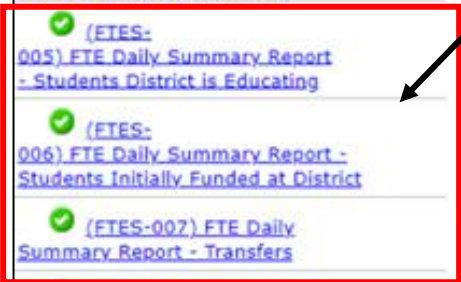 (FTES-
005) FTE Daily Summary Report
- Students District is Educating
(FTES-
006) FTE Daily Summary Report -
Students Initially Funded at District
(FTES-007) FTE Daily
Summary Report - Transfers